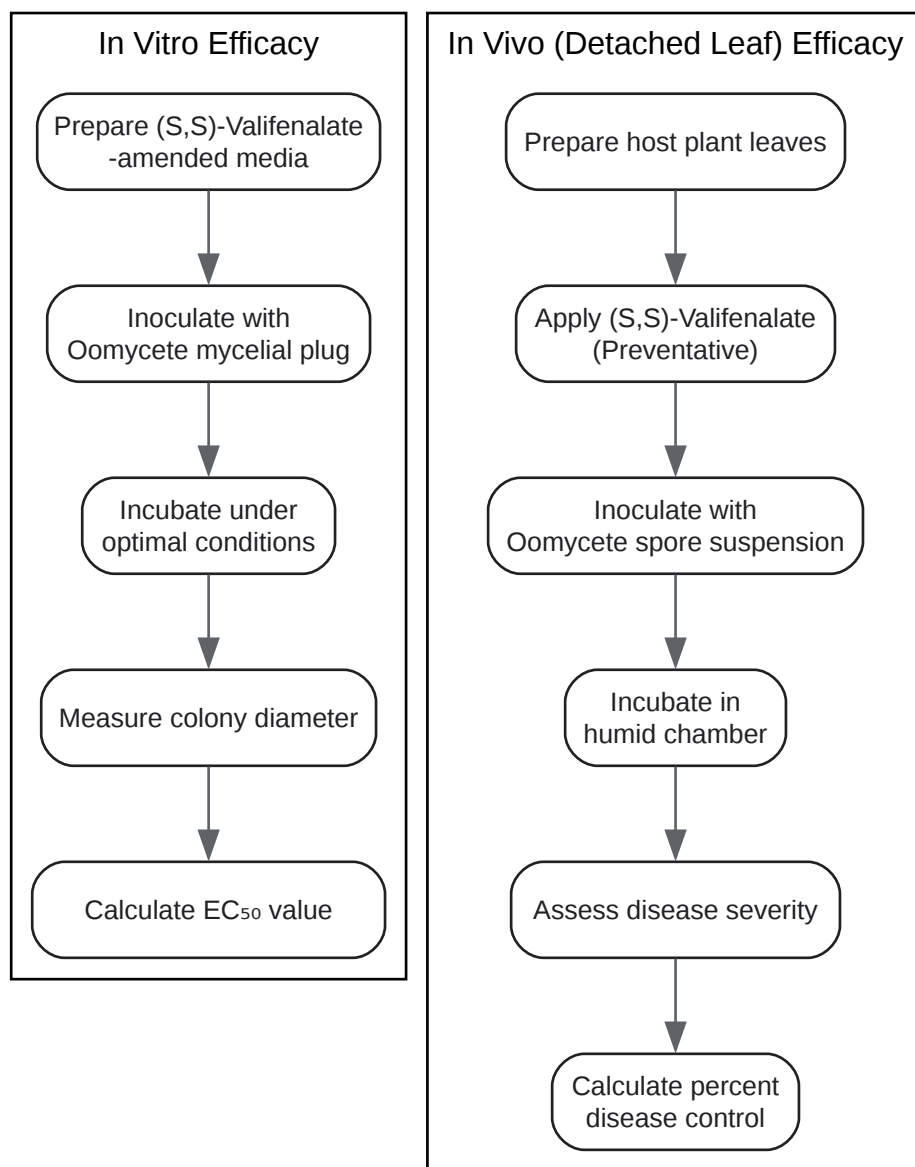 In Vitro Efficacy
Prepare (S,S)-Valifenalate
-amended media
Inoculate with
Oomycete mycelial plug
Incubate under
optimal conditions
Measure colony diameter
Calculate EC₅₀ value
In Vivo (Detached Leaf) Efficacy
Prepare host plant leaves
Apply (S,S)-Valifenalate
(Preventative)
Inoculate with
Oomycete spore suspension
Incubate in
humid chamber
Assess disease severity
Calculate percent
disease control